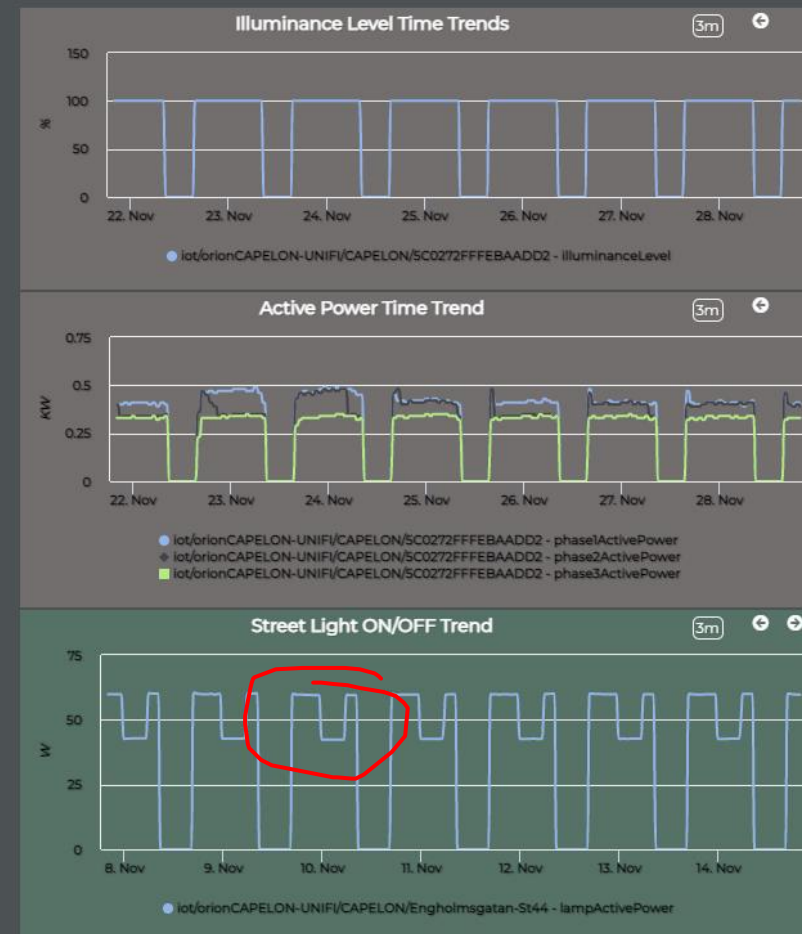 Illuminance Level Time Trends
3m
150
100
50
0
%
22. Nov 23. Nov 24. Nov 25. Nov 26. Nov 27. Nov 28. Nov
iot/orionCAPELON-UNIFI/CAPELON/5C0272FFFEBAADD2 - illuminanceLevel
Active Power Time Trend
3m
0.75
0.5
0.25
0
KW
22. Nov 23. Nov 24. Nov 25. Nov 26. Nov 27. Nov 28. Nov
iot/orionCAPELON-UNIFI/CAPELON/5C0272FFFEBAADD2 - phase1ActivePower
iot/orionCAPELON-UNIFI/CAPELON/5C0272FFFEBAADD2 - phase2ActivePower
iot/orionCAPELON-UNIFI/CAPELON/5C0272FFFEBAADD2 - phase3ActivePower
Street Light ON/OFF Trend
3m
75
50
25
0
W
8. Nov 9. Nov 10. Nov 11. Nov 12. Nov 13. Nov 14. Nov
iot/orionCAPELON-UNIFI/CAPELON/Engholmsgatan-St44 - lampActivePower